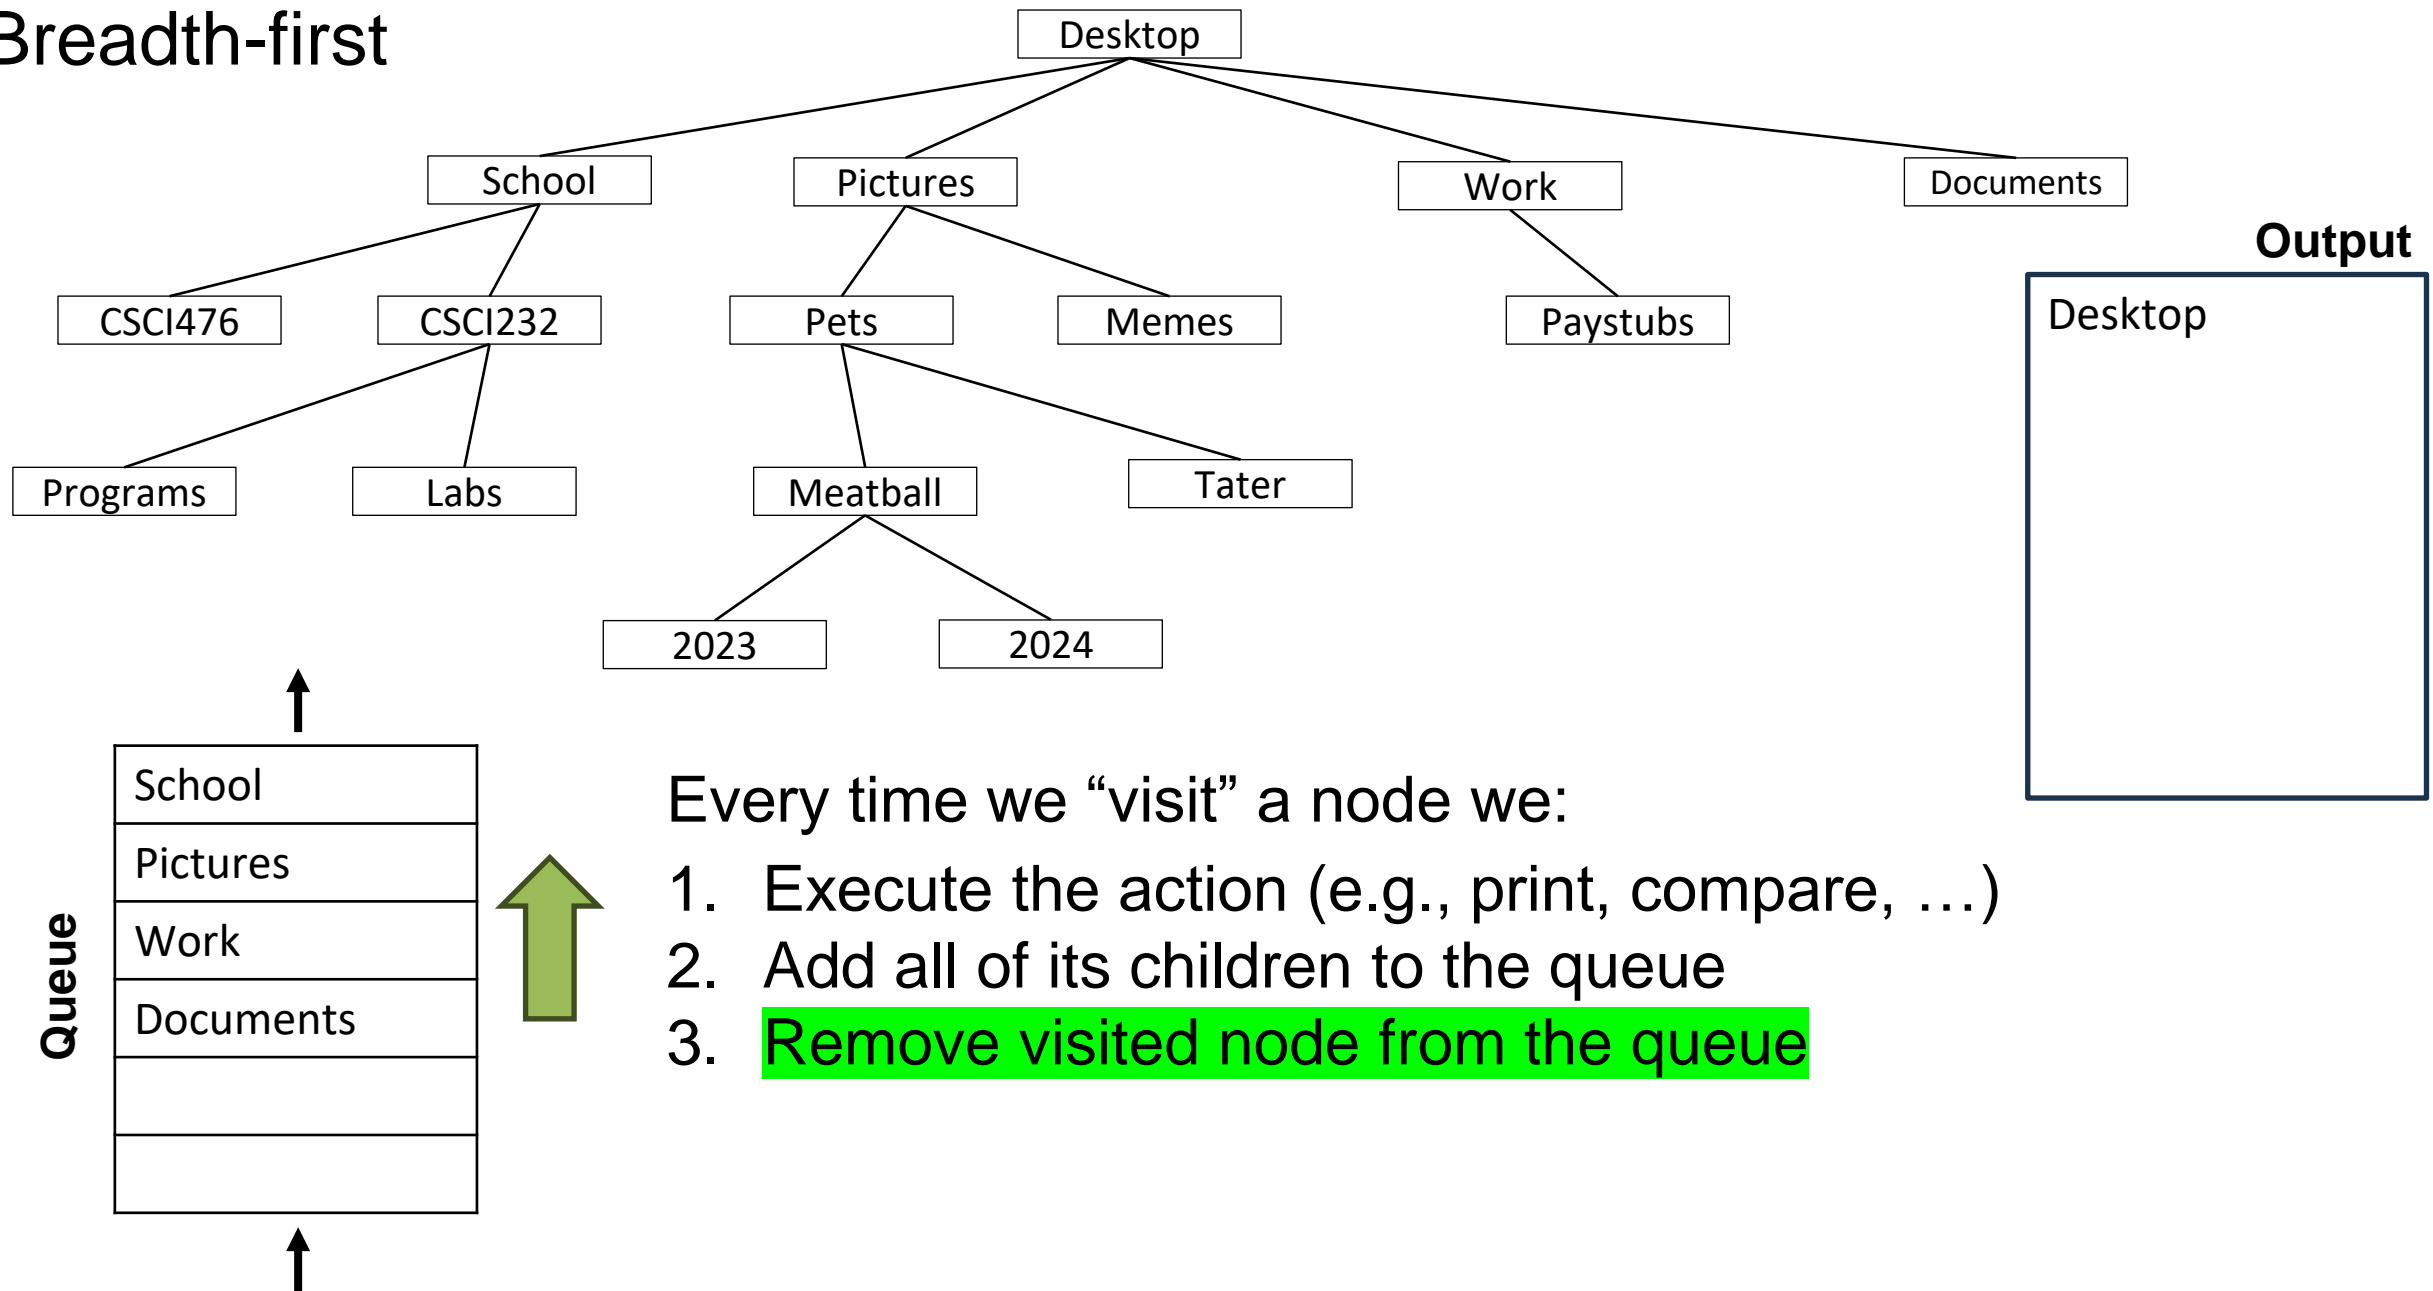 Breadth-first
Desktop
School
Pictures
Work
Documents
Output
CSCI476
CSCI232
Pets
Memes
Paystubs
Desktop
Programs
Labs
Meatball
Tater
2023
2024
Queue
School
Pictures
Work
Documents
Every time we “visit” a node we:
1. Execute the action (e.g., print, compare, …)
2. Add all of its children to the queue
3. Remove visited node from the queue